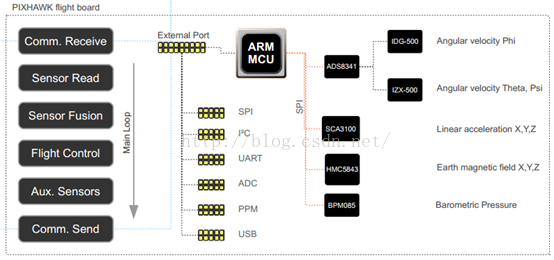 PIXHAWK flight board
Comm. Receive
Sensor Read
Sensor Fusion
Flight Control
Aux. Sensors
Comm. Send
Main Loop
External Port
ARM
MCU
SPI
I²C
UART
ADC
PPM
USB
SPI
ADS8341
SCA3100
HMC5843
BPM085
IDG-500
IZX-500
Angular velocity Phi
Angular velocity Theta, Psi
Linear acceleration X,Y,Z
Earth magnetic field X,Y,Z
Barometric Pressure
http://blog.csdn.net/